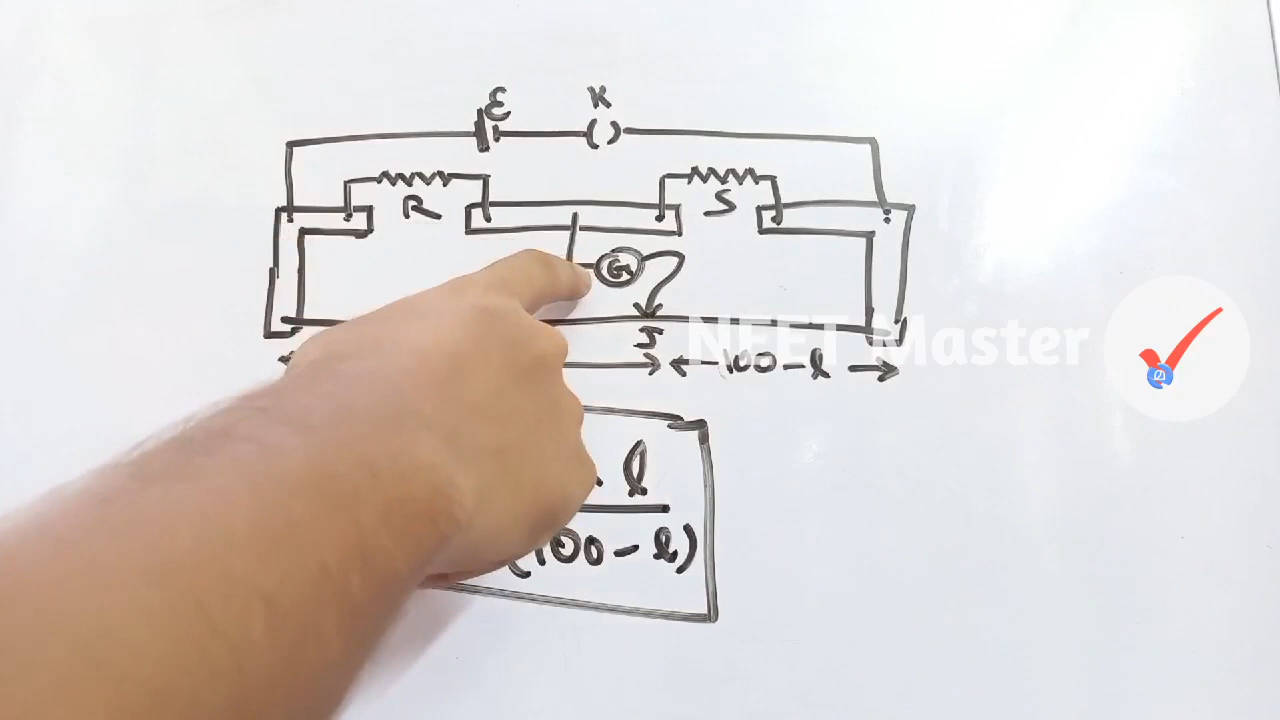 ε K
R S
G
J
NEET Master
100-l
l
(100-l)